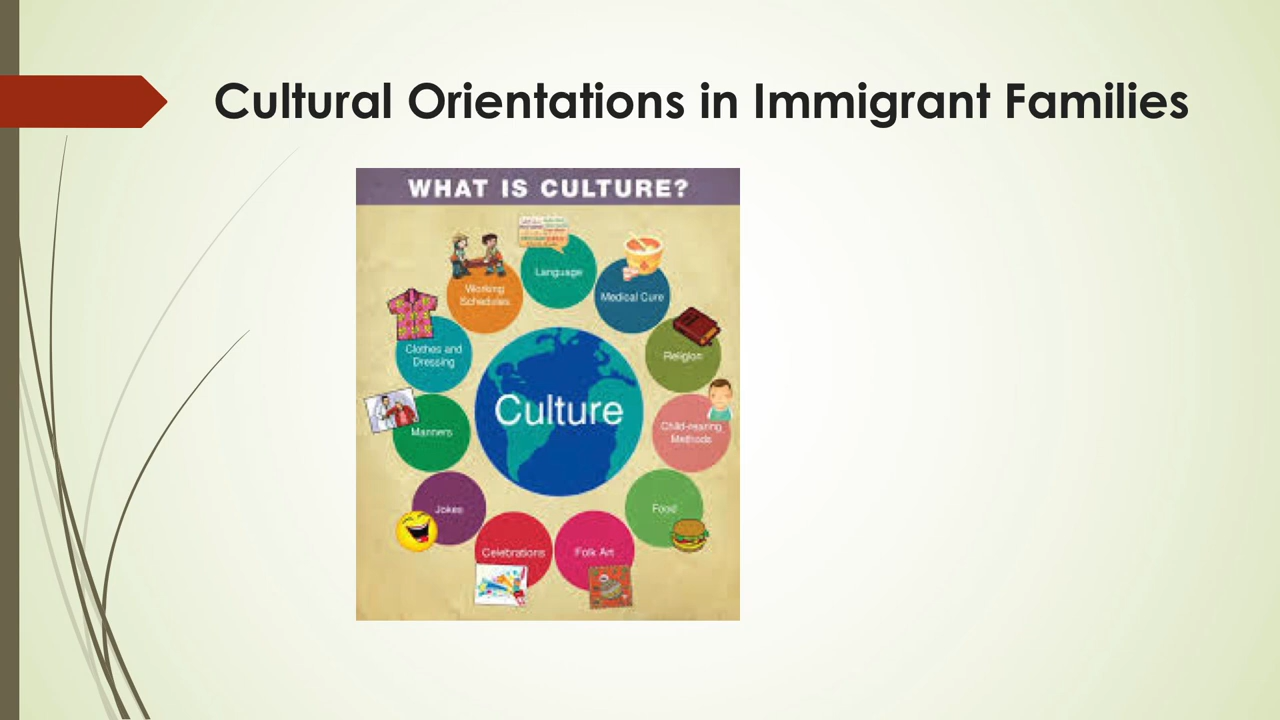 Cultural Orientations in Immigrant Families
WHAT IS CULTURE?
Language
Medical Cure
Religion
Child-rearing
Methods
Food
Folk Art
Celebrations
Jokes
Manners
Clothes and
Dressing
Working
Schedules
Culture